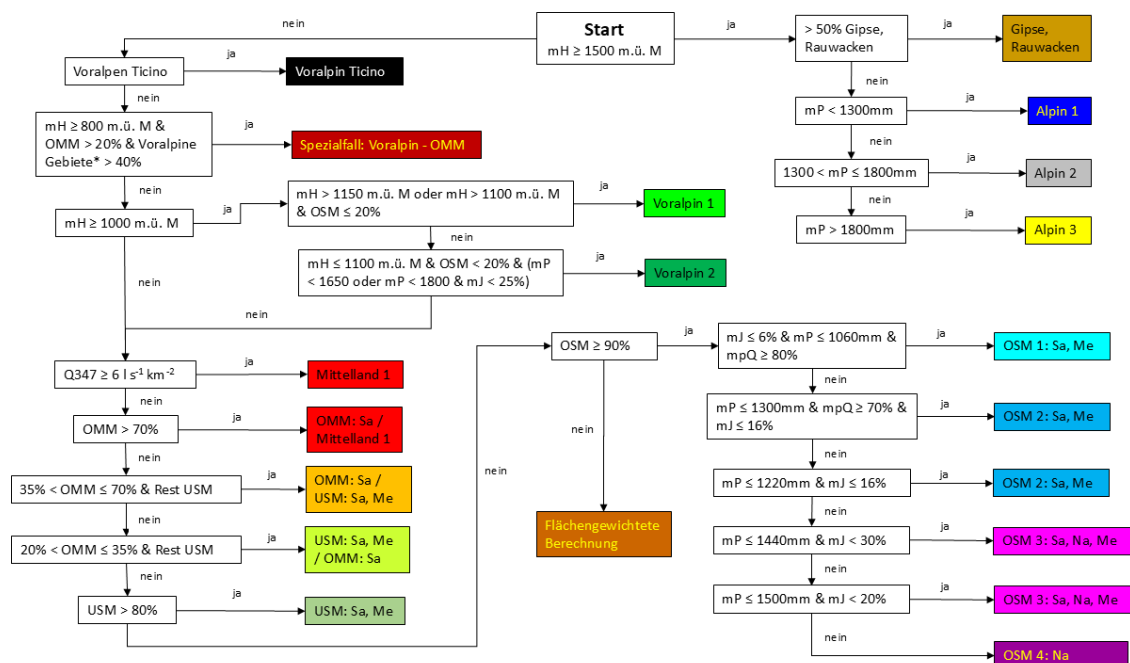 Start
mH ≥ 1500 m.ü. M
nein
ja
> 50% Gipse,
Rauwacken
ja
Gipse,
Rauwacken
nein
mP < 1300mm
ja
Alpin 1
nein
1300 < mP ≤ 1800mm
ja
Alpin 2
nein
mP > 1800mm
ja
Alpin 3
Voralpen Ticino
ja
Voralpin Ticino
nein
mH ≥ 800 m.ü. M &
OMM > 20% & Voralpine
Gebiete* > 40%
ja
Spezialfall: Voralpin - OMM
nein
mH ≥ 1000 m.ü. M
ja
mH > 1150 m.ü. M oder mH > 1100 m.ü. M
& OSM ≤ 20%
ja
Voralpin 1
nein
mH ≤ 1100 m.ü. M & OSM < 20% & (mP
< 1650 oder mP < 1800 & mJ < 25%)
ja
Voralpin 2
nein
nein
Q347 ≥ 6 l s⁻¹ km⁻²
ja
Mittelland 1
nein
OMM > 70%
ja
OMM: Sa /
Mittelland 1
nein
35% < OMM ≤ 70% & Rest USM
ja
OMM: Sa /
USM: Sa, Me
nein
20% < OMM ≤ 35% & Rest USM
ja
USM: Sa, Me
/ OMM: Sa
nein
USM > 80%
ja
USM: Sa, Me
nein
OSM ≥ 90%
ja
nein
Flächengewichtete
Berechnung
mJ ≤ 6% & mP ≤ 1060mm &
mpQ ≥ 80%
ja
OSM 1: Sa, Me
nein
mP ≤ 1300mm & mpQ ≥ 70% &
mJ ≤ 16%
ja
OSM 2: Sa, Me
nein
mP ≤ 1220mm & mJ ≤ 16%
ja
OSM 2: Sa, Me
nein
mP ≤ 1440mm & mJ < 30%
ja
OSM 3: Sa, Na, Me
nein
mP ≤ 1500mm & mJ < 20%
ja
OSM 3: Sa, Na, Me
nein
OSM 4: Na